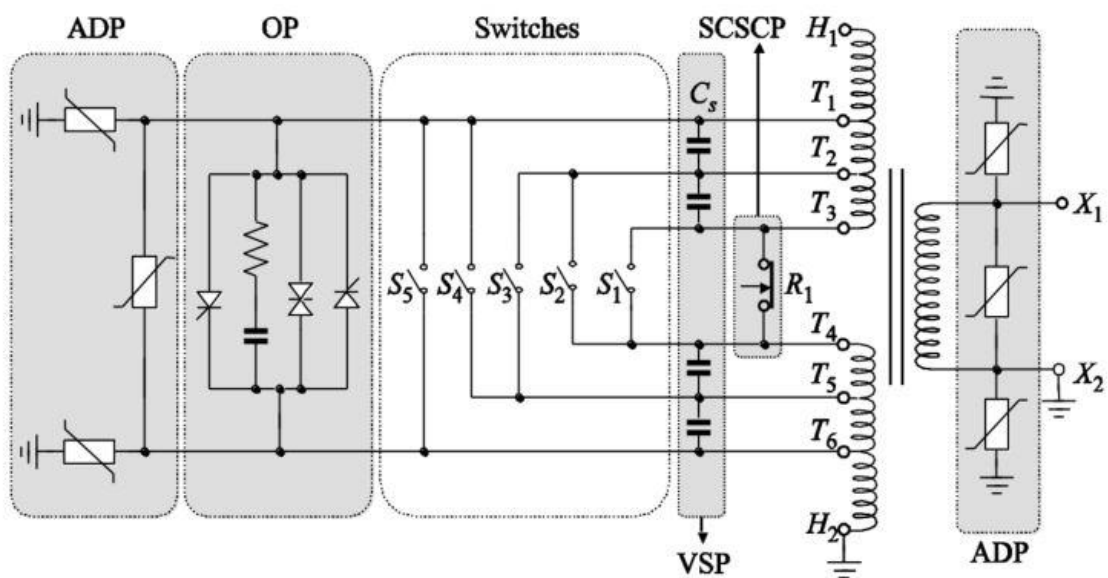 ADP
OP
Switches
SCSCP
H1
ADP
Cs
T1
T2
T3
X1
S5
S4
S3
S2
S1
R1
T4
T5
X2
T6
H2
VSP